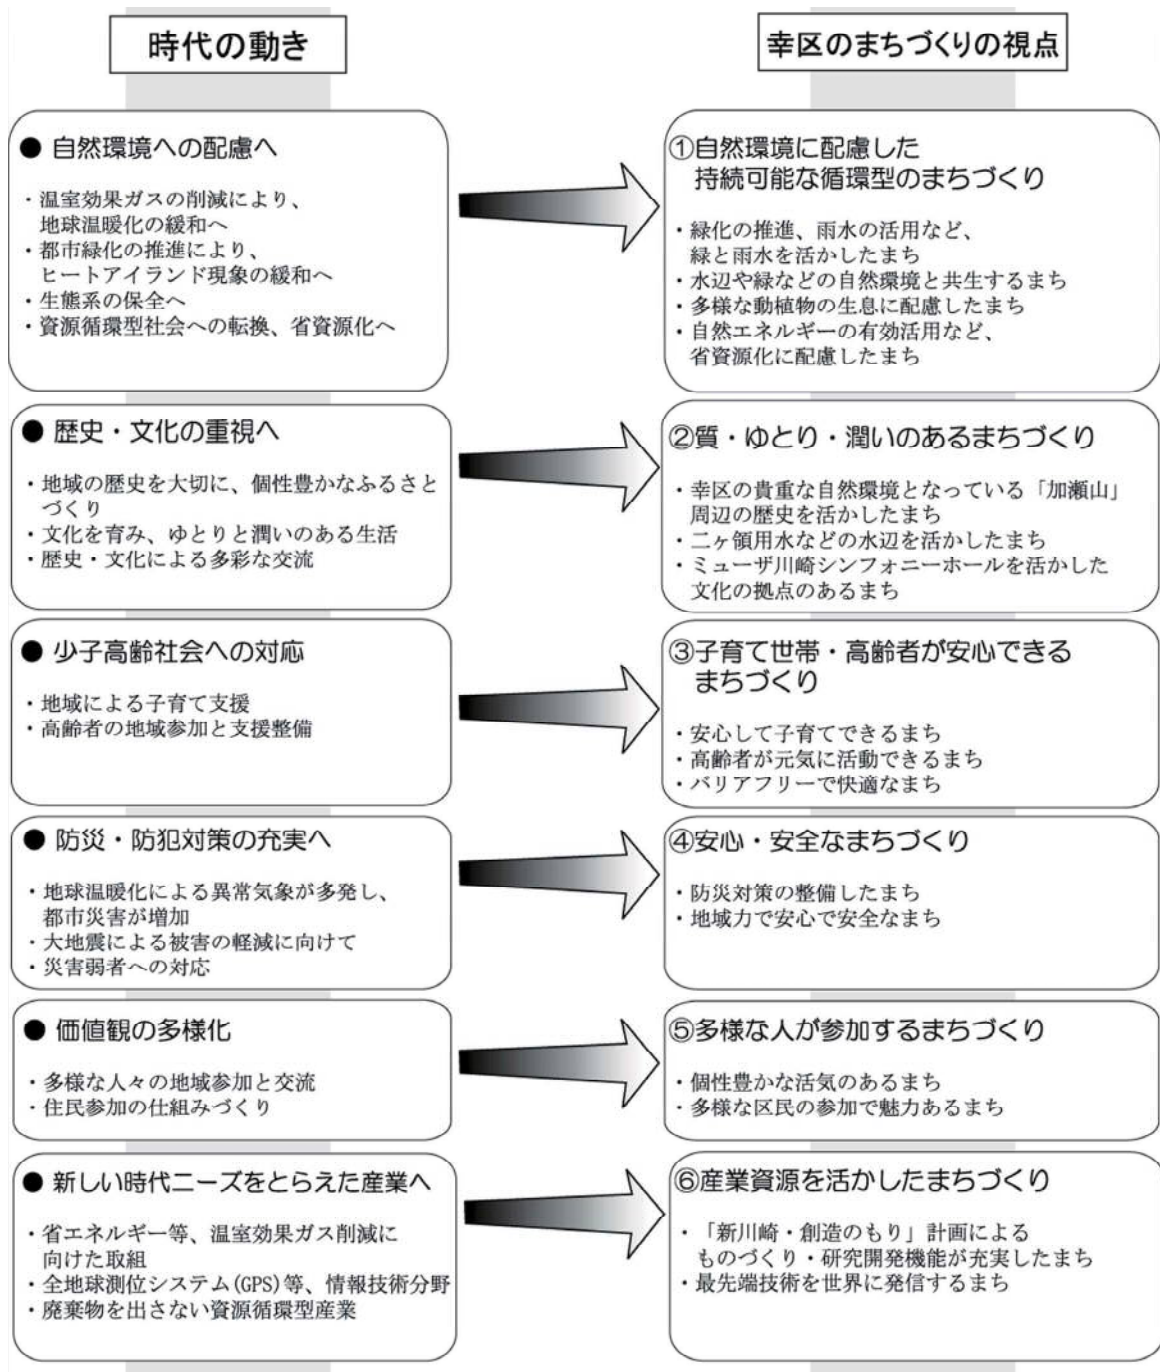 時代の動き
幸区のまちづくりの視点
● 自然環境への配慮へ
・温室効果ガスの削減により、
地球温暖化の緩和へ
・都市緑化の推進により、
ヒートアイランド現象の緩和へ
・生態系の保全へ
・資源循環型社会への転換、省資源化へ
①自然環境に配慮した
持続可能な循環型のまちづくり
・緑化の推進、雨水の活用など、
緑と雨水を活かしたまち
・水辺や緑などの自然環境と共生するまち
・多様な動植物の生息に配慮したまち
・自然エネルギーの有効活用など、
省資源化に配慮したまち
● 歴史・文化の重視へ
・地域の歴史を大切に、個性豊かなふるさと
づくり
・文化を育み、ゆとりと潤いのある生活
・歴史・文化による多彩な交流
②質・ゆとり・潤いのあるまちづくり
・幸区の貴重な自然環境となっている「加瀬山」
周辺の歴史を活かしたまち
・二ヶ領用水などの水辺を活かしたまち
・ミューザ川崎シンフォニーホールを活かした
文化の拠点のあるまち
● 少子高齢社会への対応
・地域による子育て支援
・高齢者の地域参加と支援整備
③子育て世帯・高齢者が安心できる
まちづくり
・安心して子育てできるまち
・高齢者が元気に活動できるまち
・バリアフリーで快適なまち
● 防災・防犯対策の充実へ
・地球温暖化による異常気象が多発し、
都市災害が増加
・大地震による被害の軽減に向けて
・災害弱者への対応
④安心・安全なまちづくり
・防災対策の整備したまち
・地域力で安心で安全なまち
● 価値観の多様化
・多様な人々の地域参加と交流
・住民参加の仕組みづくり
⑤多様な人が参加するまちづくり
・個性豊かな活気のあるまち
・多様な区民の参加で魅力あるまち
● 新しい時代ニーズをとらえた産業へ
・省エネルギー等、温室効果ガス削減に
向けた取組
・全地球測位システム(GPS)等、情報技術分野
・廃棄物を出さない資源循環型産業
⑥産業資源を活かしたまちづくり
・「新川崎・創造のもり」計画による
ものづくり・研究開発機能が充実したまち
・最先端技術を世界に発信するまち